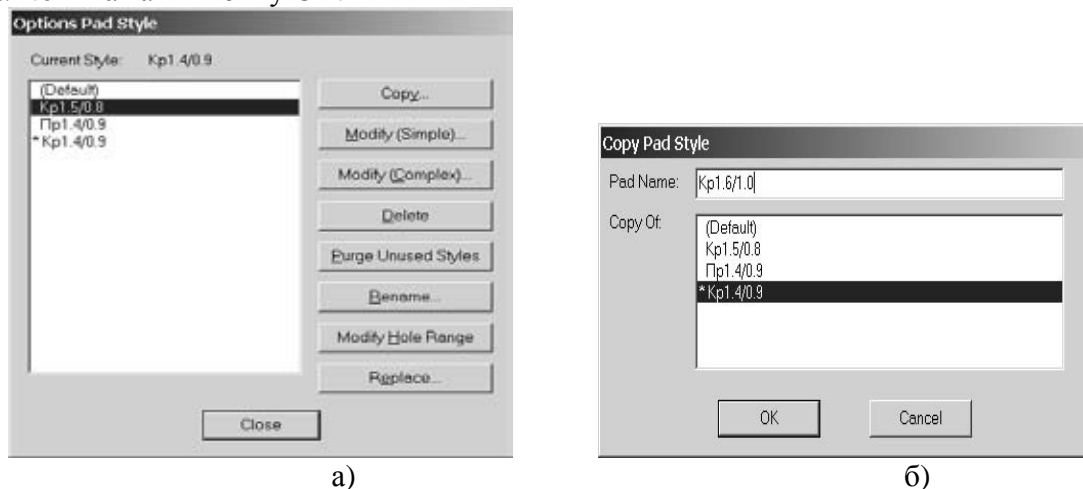 Options Pad Style
Current Style: Кр1.4/0.9
(Default)
Кр1.5/0.8
Пр1.4/0.9
* Кр1.4/0.9
Copy...
Modify (Simple)...
Modify (Complex)...
Delete
Purge Unused Styles
Rename...
Modify Hole Range
Replace...
Close
а)
Copy Pad Style
Pad Name: Кр1.6/1.0
Copy Of:
(Default)
Кр1.5/0.8
Пр1.4/0.9
* Кр1.4/0.9
OK
Cancel
б)